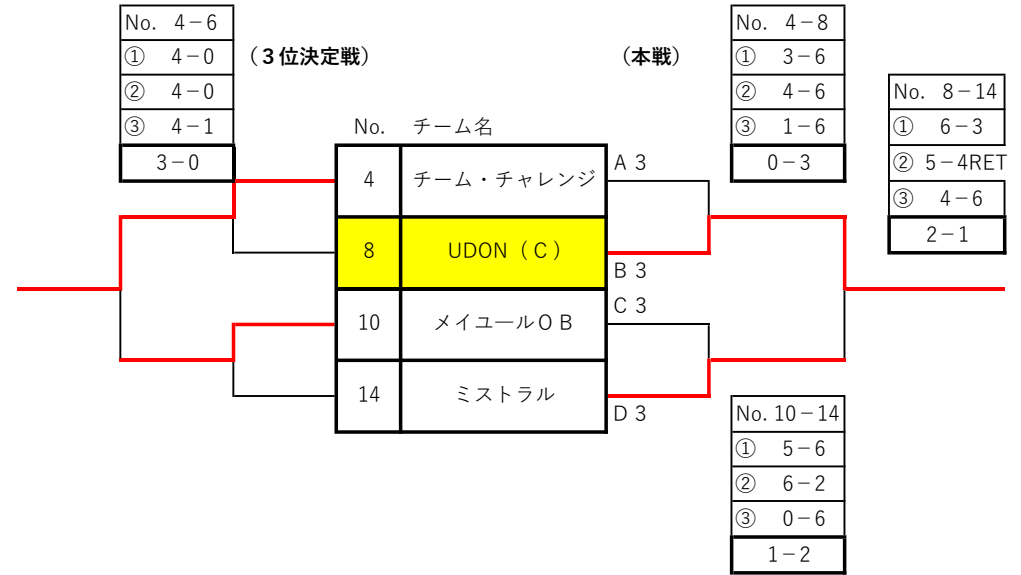 No. 4-6
① 4-0
② 4-0
③ 4-1
3-0
(3位決定戦)
(本戦)
No. 4-8
① 3-6
② 4-6
③ 1-6
0-3
No. 8-14
① 6-3
② 5-4RET
③ 4-6
2-1
No. チーム名
4 チーム・チャレンジ
8 UDON(C)
10 メイユールOB
14 ミストラル
A3
B3
C3
D3
No. 10-14
① 5-6
② 6-2
③ 0-6
1-2